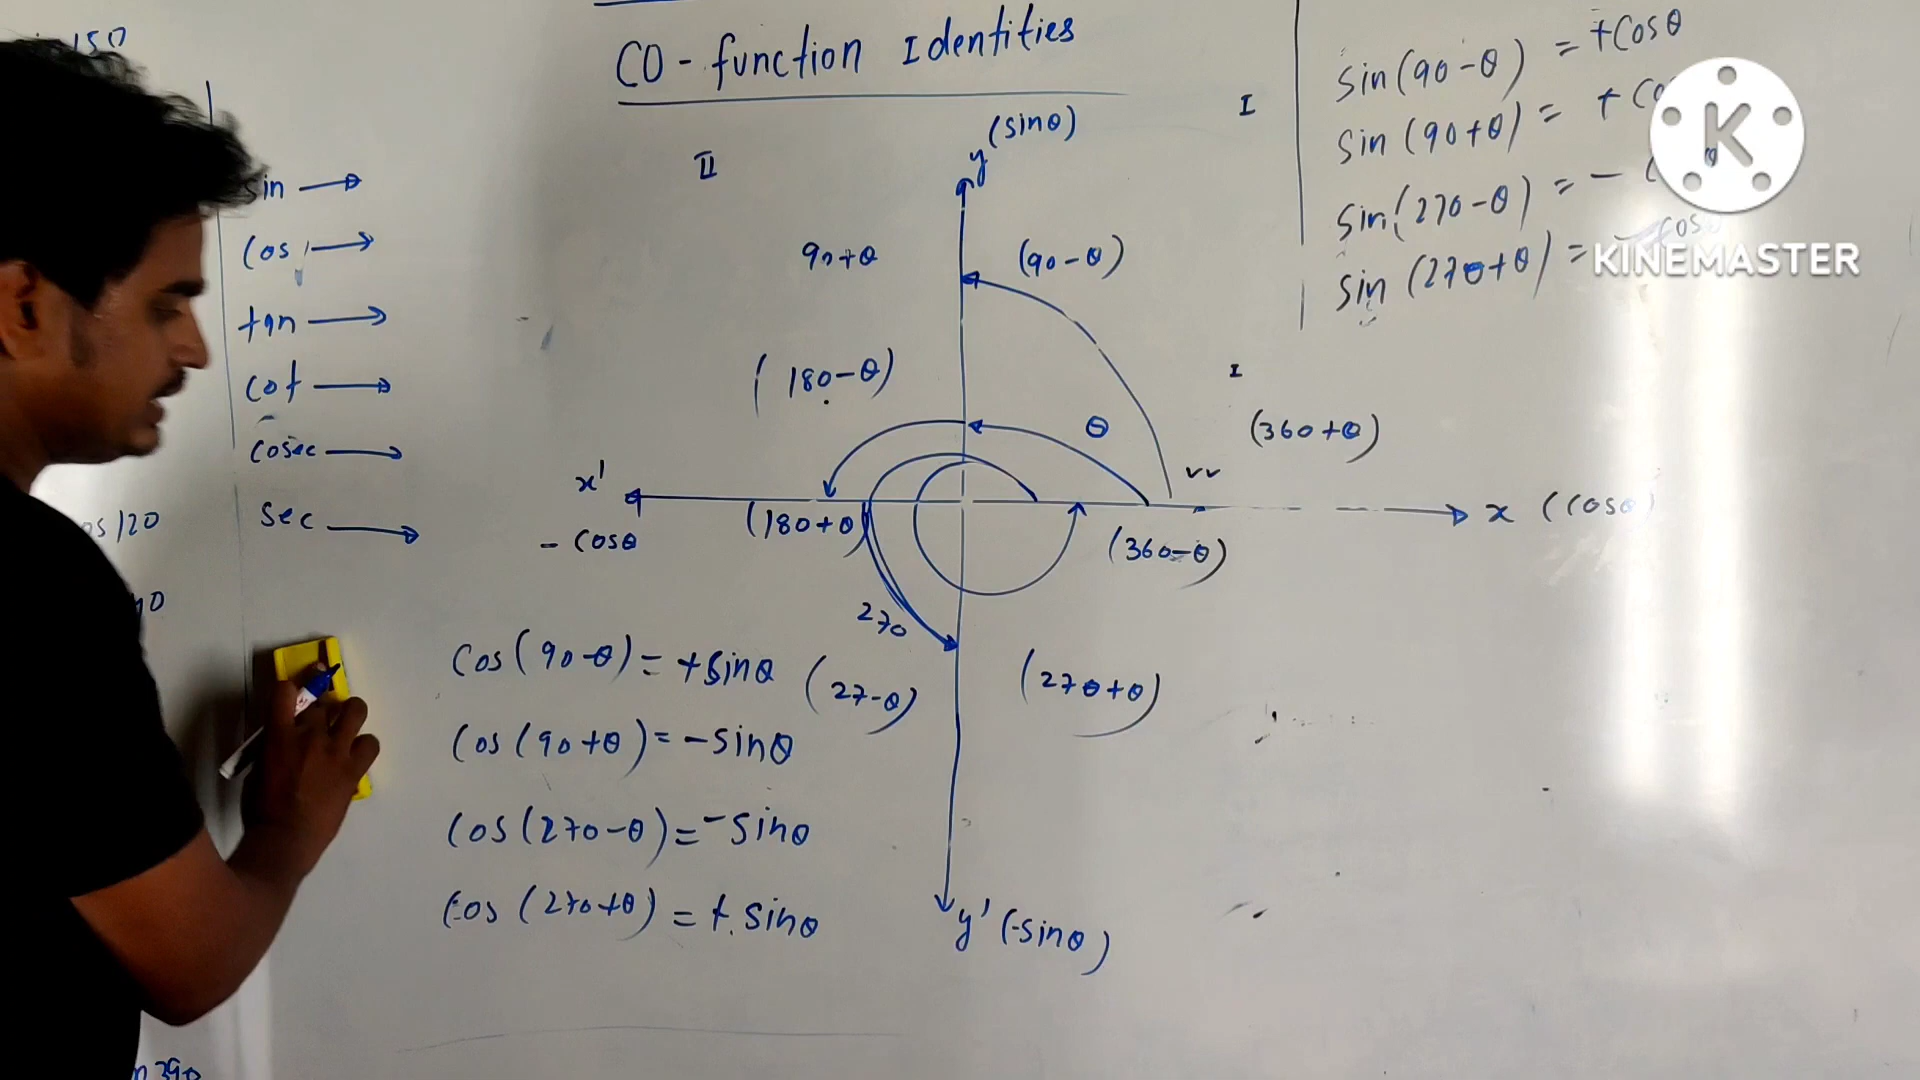 CO-function Identities
150
sin →
cos →
tan →
cot →
cosec →
sec →
os 120
n 390
I
II
y (sinθ)
90+θ
(90-θ)
(180-θ)
θ
I
(360+θ)
x'
- cosθ
(180+θ)
(360-θ)
x (cosθ)
270
(27-θ)
(270+θ)
y' (-sinθ)
cos(90-θ) = +sinθ
cos(90+θ) = -sinθ
cos(270-θ) = -sinθ
cos(270+θ) = +sinθ
sin(90-θ) = +cosθ
sin(90+θ) = + co
sin(270-θ) = -
sin(270+θ) = - cosθ
K
KINEMASTER